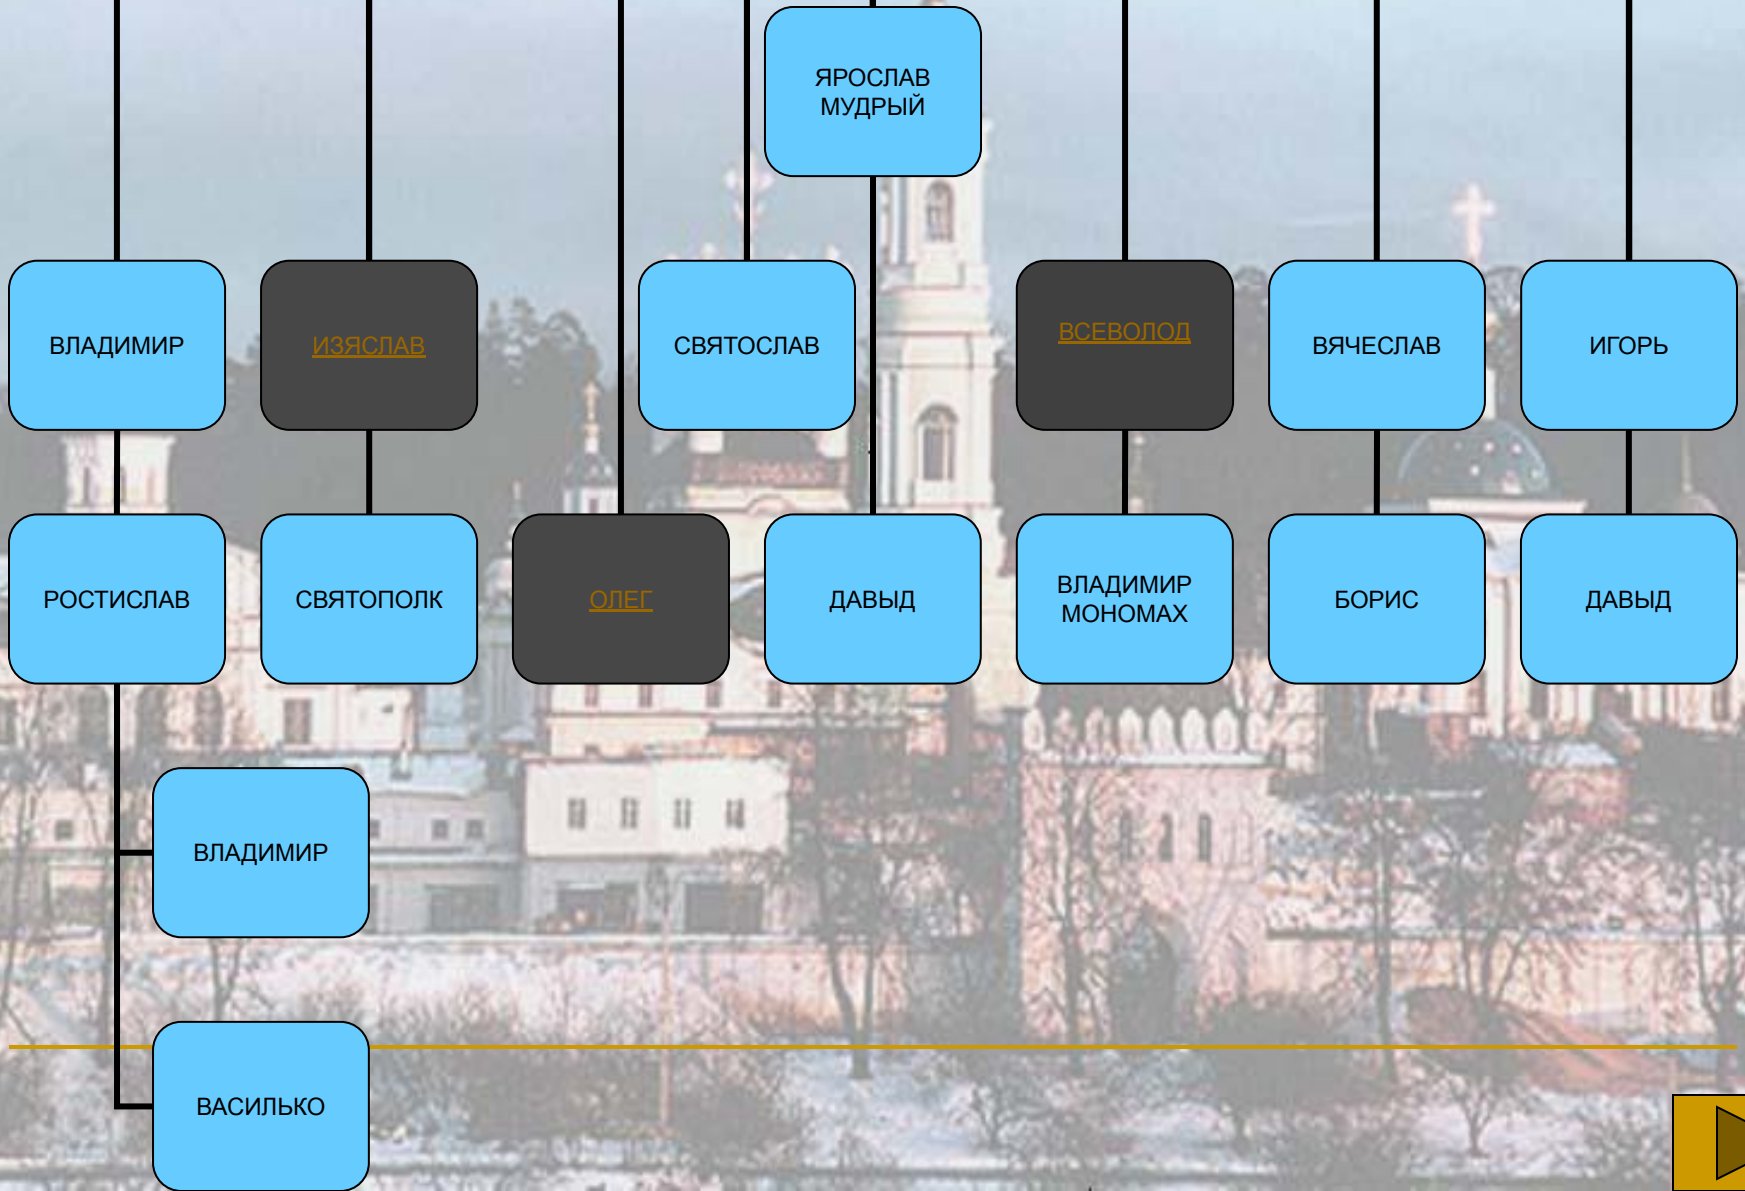 ЯРОСЛАВ
МУДРЫЙ
ВЛАДИМИР
ИЗЯСЛАВ
СВЯТОСЛАВ
ВСЕВОЛОД
ВЯЧЕСЛАВ
ИГОРЬ
РОСТИСЛАВ
СВЯТОПОЛК
ОЛЕГ
ДАВЫД
ВЛАДИМИР
МОНОМАХ
БОРИС
ДАВЫД
ВЛАДИМИР
ВАСИЛЬКО